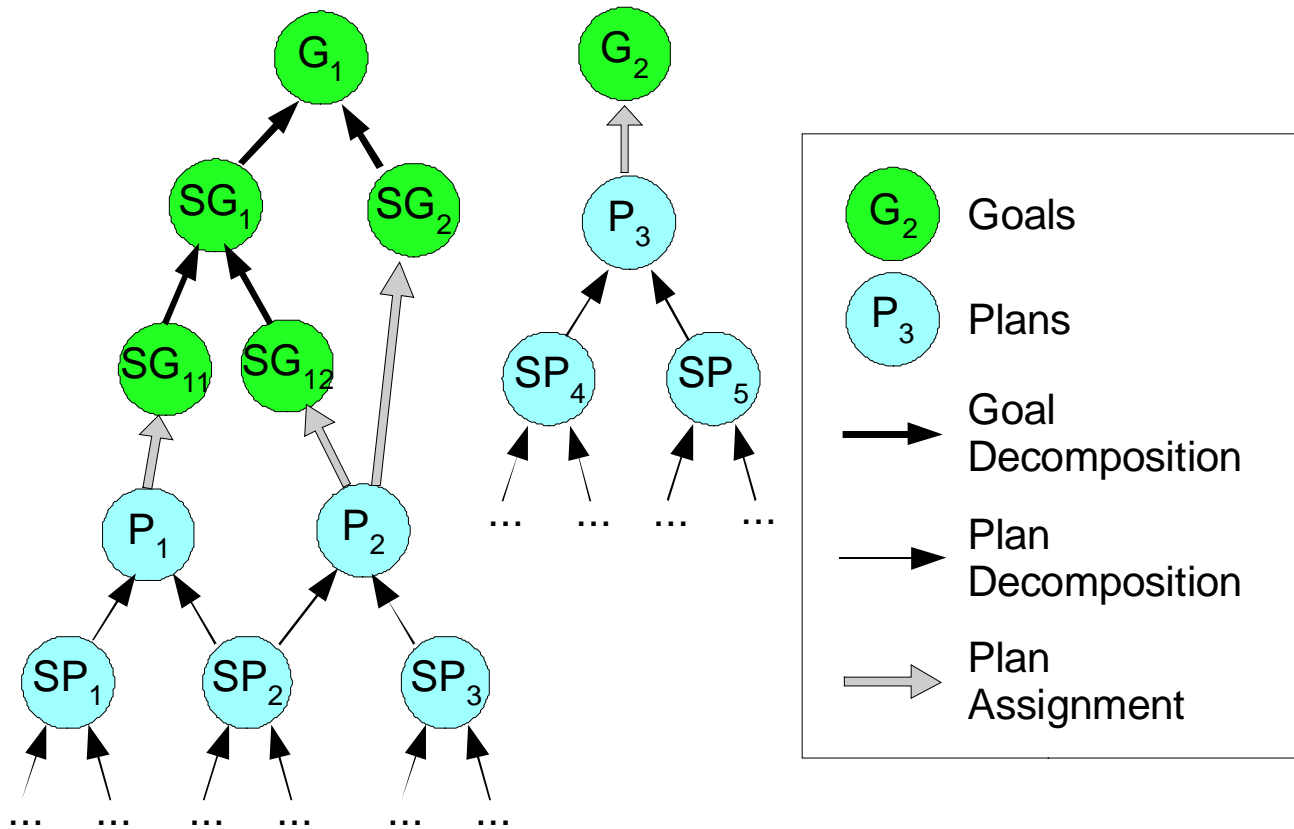 G1
G2
SG1
SG2
P3
SG11
SG12
SP4
SP5
... ... ... ...
P1
P2
SP1
SP2
SP3
... ... ... ... ... ...
G2 Goals
P3 Plans
Goal
Decomposition
Plan
Decomposition
Plan
Assignment